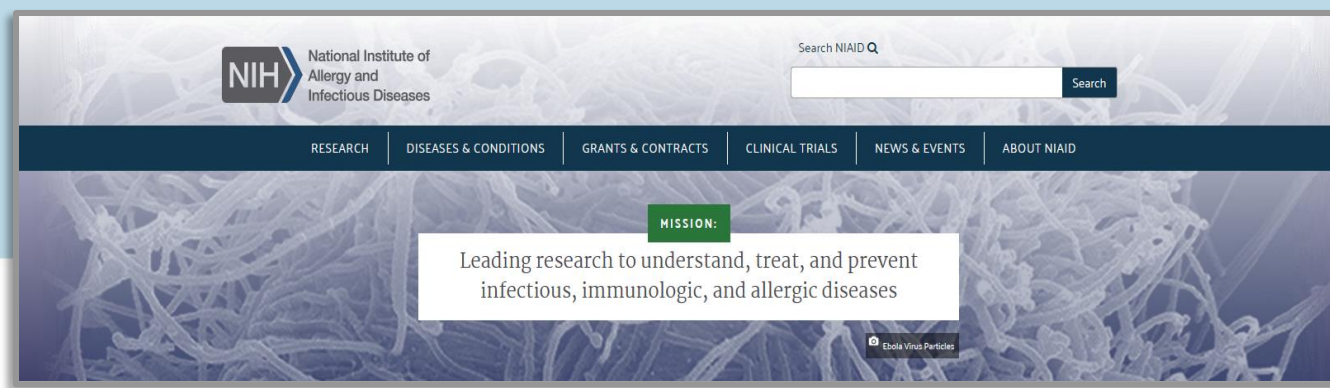 NIH
National Institute of
Allergy and
Infectious Diseases
Search NIAID
Search
RESEARCH DISEASES & CONDITIONS GRANTS & CONTRACTS CLINICAL TRIALS NEWS & EVENTS ABOUT NIAID
MISSION:
Leading research to understand, treat, and prevent
infectious, immunologic, and allergic diseases
Ebola Virus Particles